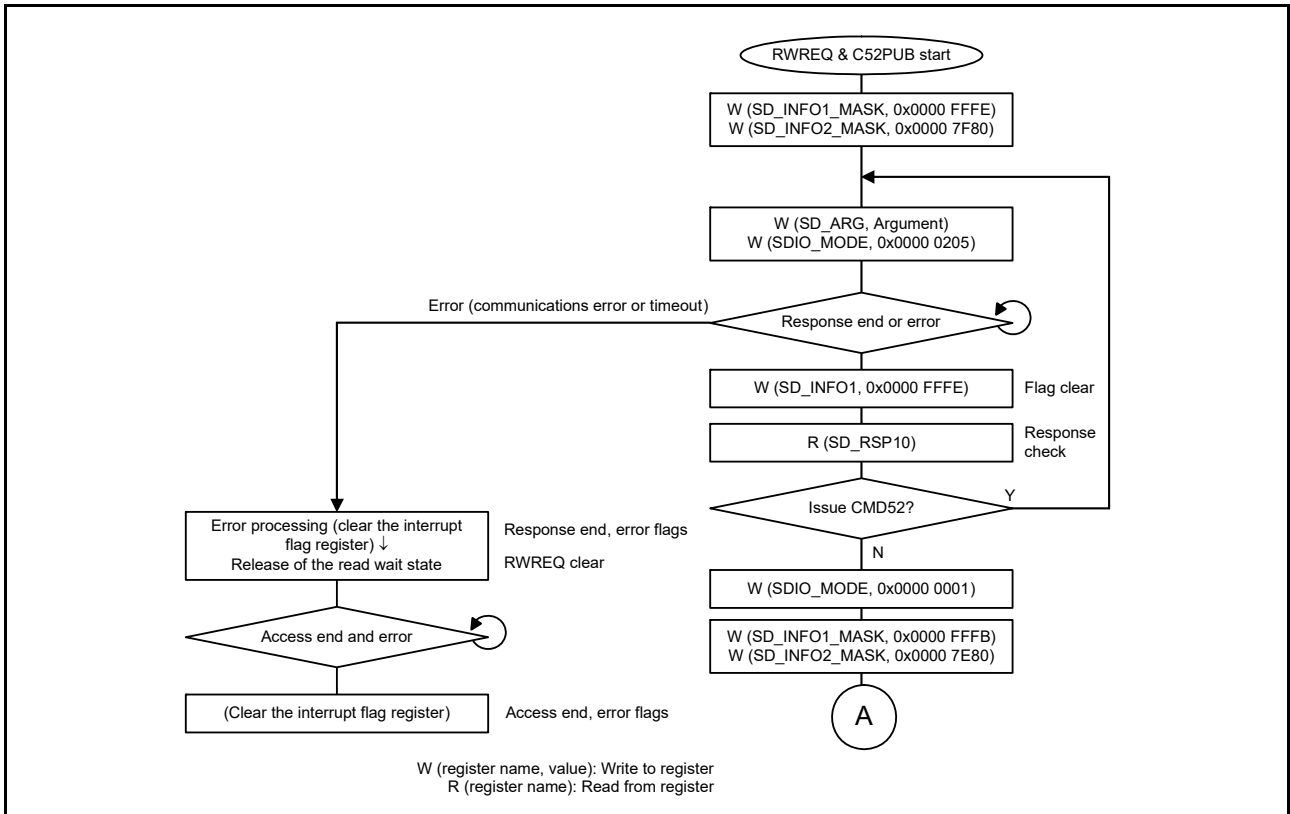 RWREQ & C52PUB start
W (SD_INFO1_MASK, 0x0000 FFFE)
W (SD_INFO2_MASK, 0x0000 7F80)
W (SD_ARG, Argument)
W (SDIO_MODE, 0x0000 0205)
Error (communications error or timeout)
Response end or error
W (SD_INFO1, 0x0000 FFFE)
Flag clear
R (SD_RSP10)
Response
check
Issue CMD52?
Y
N
Error processing (clear the interrupt
flag register) ↓
Release of the read wait state
Response end, error flags
RWREQ clear
W (SDIO_MODE, 0x0000 0001)
Access end and error
W (SD_INFO1_MASK, 0x0000 FFFB)
W (SD_INFO2_MASK, 0x0000 7E80)
(Clear the interrupt flag register)
Access end, error flags
A
W (register name, value): Write to register
R (register name): Read from register